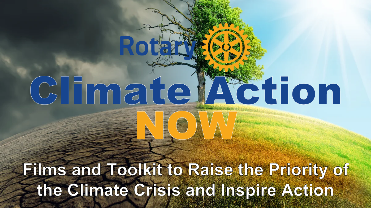 Rotary
Climate Action
NOW
Films and Toolkit to Raise the Priority of
the Climate Crisis and Inspire Action